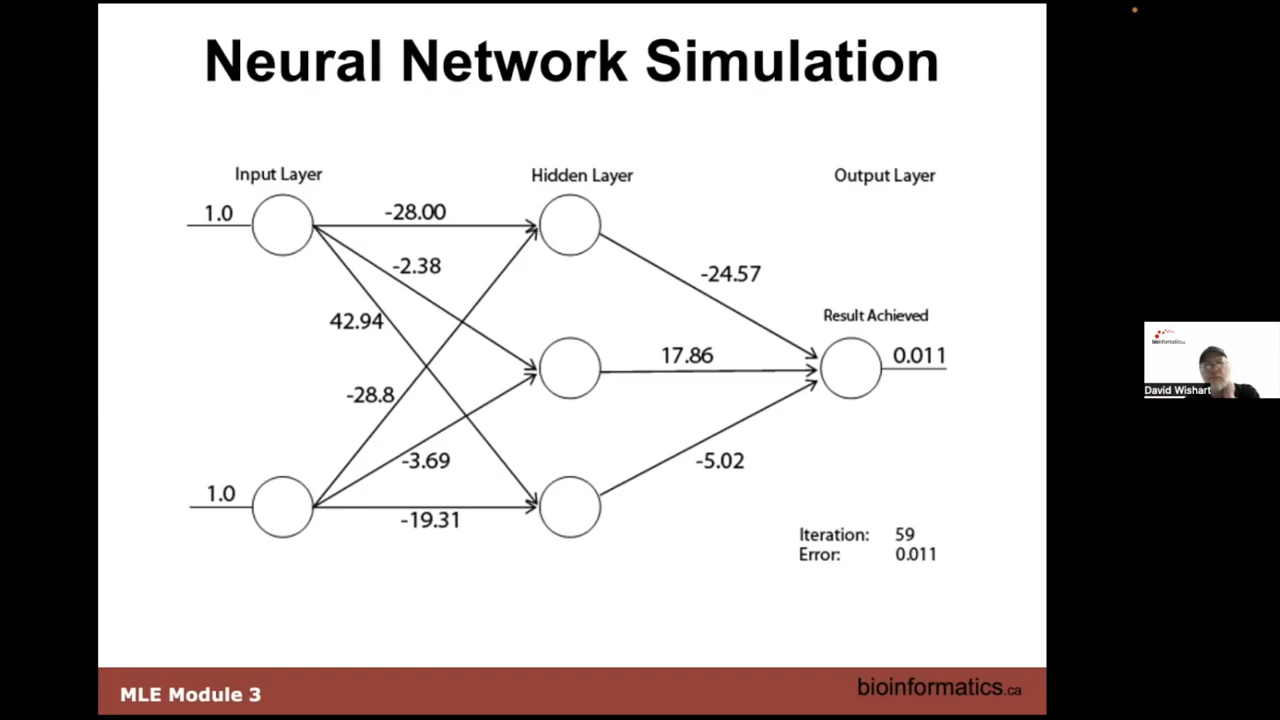 Neural Network Simulation
Input Layer
Hidden Layer
Output Layer
1.0
-28.00
-2.38
-24.57
42.94
Result Achieved
17.86
0.011
-28.8
-3.69
-5.02
1.0
-19.31
Iteration: 59
Error: 0.011
MLE Module 3
bioinformatics.ca
bioinformatics.ca
David Wishart